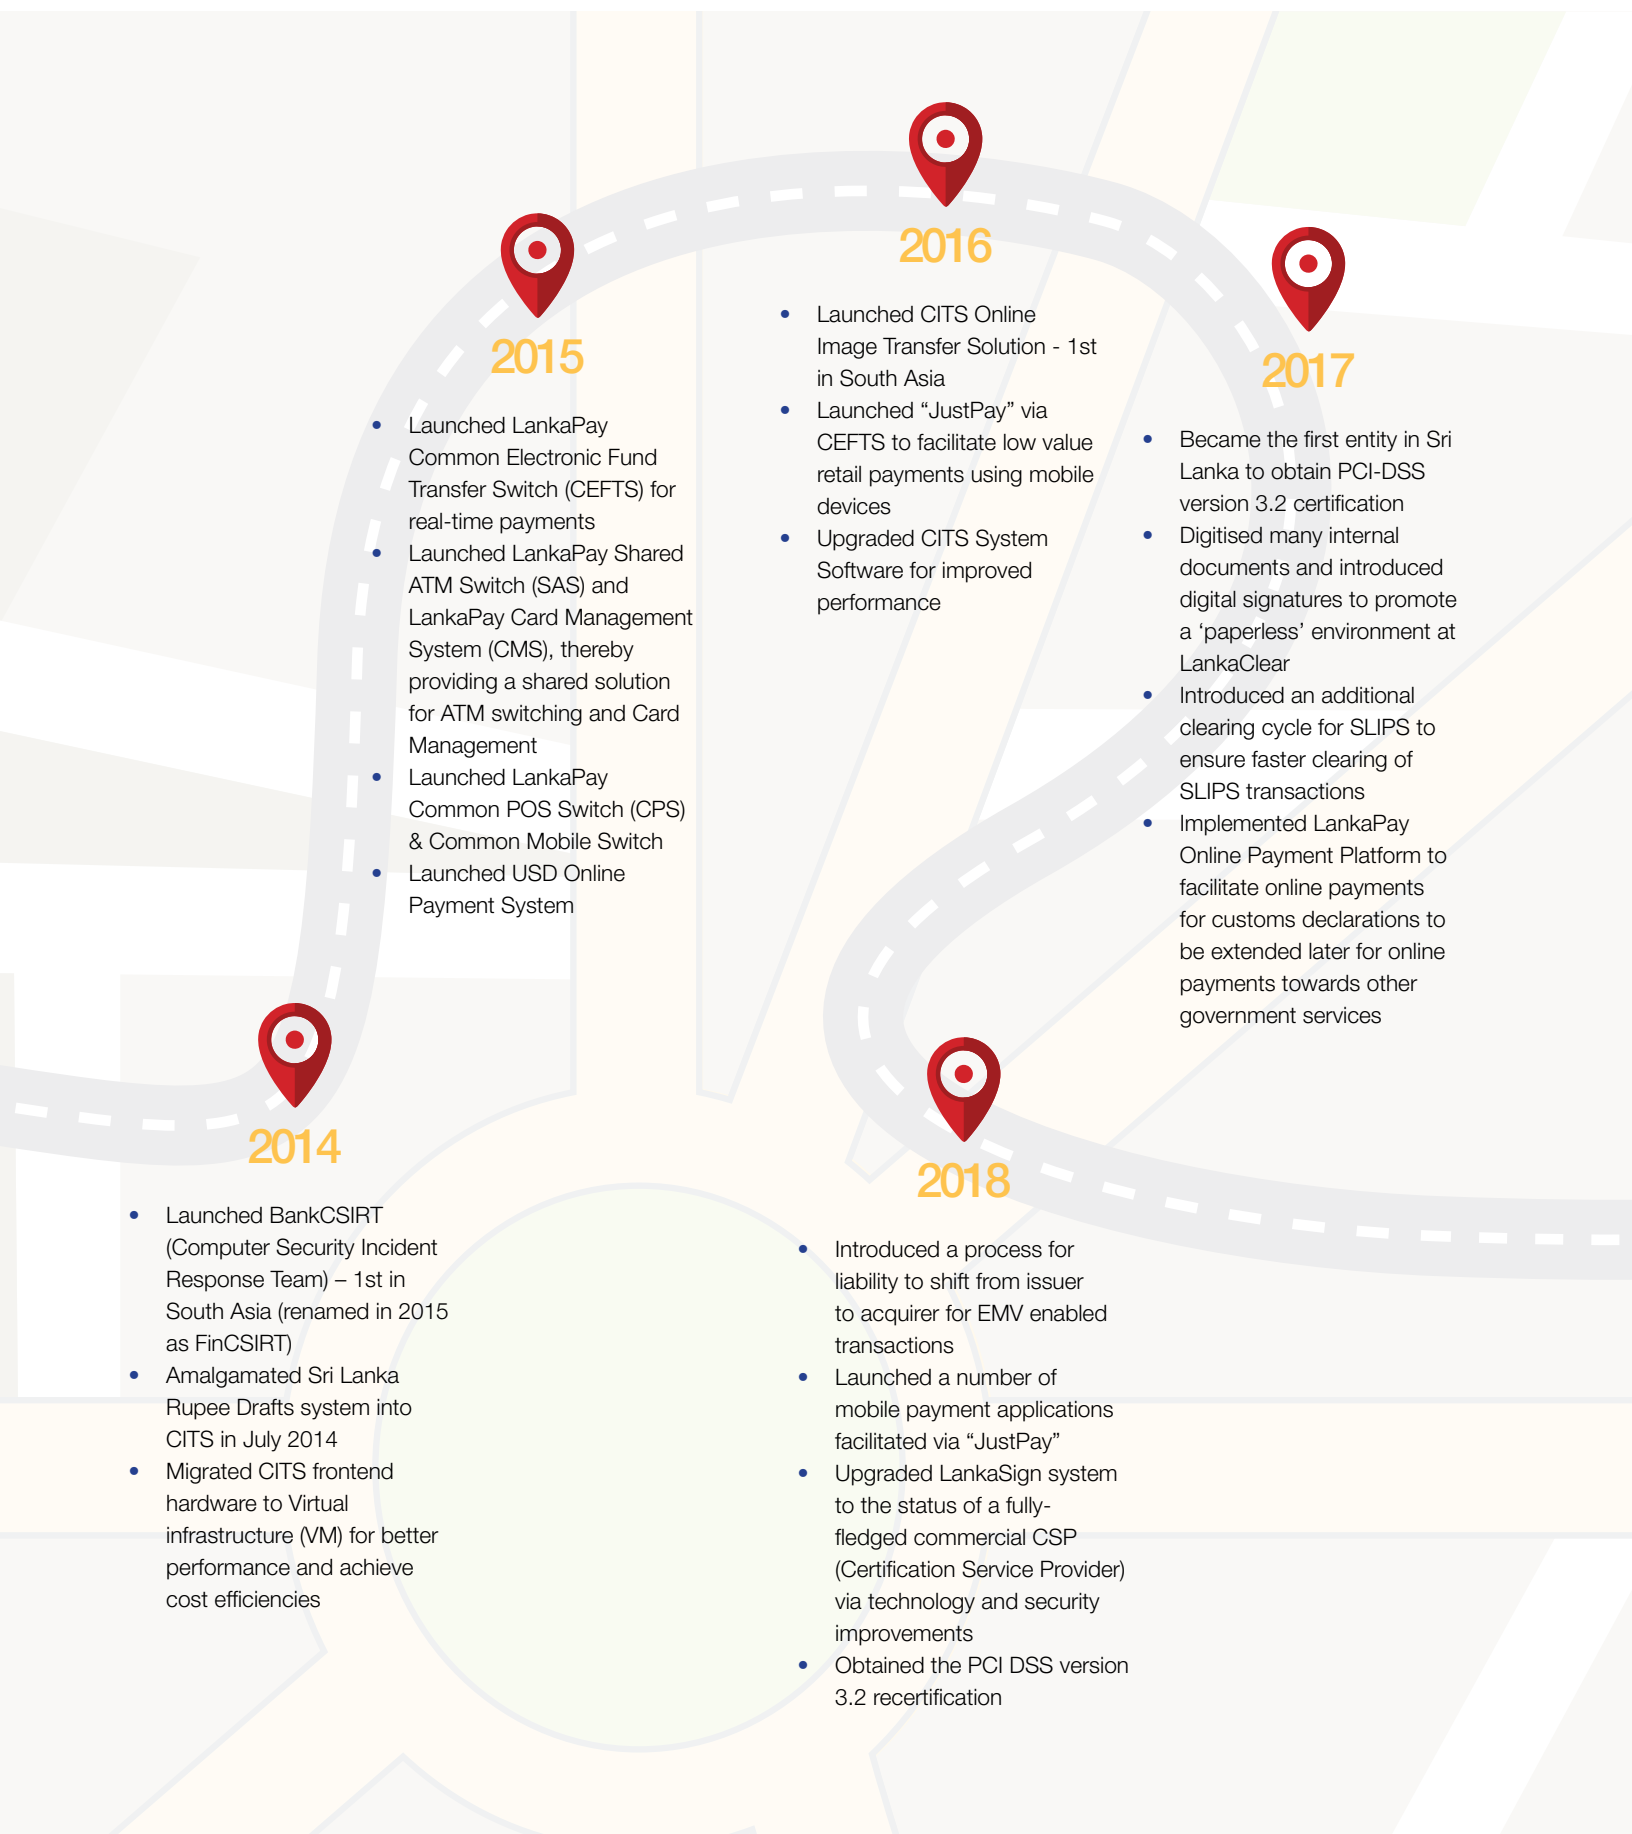 2014
• Launched BankCSIRT
(Computer Security Incident
Response Team) – 1st in
South Asia (renamed in 2015
as FinCSIRT)
• Amalgamated Sri Lanka
Rupee Drafts system into
CITS in July 2014
• Migrated CITS frontend
hardware to Virtual
infrastructure (VM) for better
performance and achieve
cost efficiencies
2015
• Launched LankaPay
Common Electronic Fund
Transfer Switch (CEFTS) for
real-time payments
• Launched LankaPay Shared
ATM Switch (SAS) and
LankaPay Card Management
System (CMS), thereby
providing a shared solution
for ATM switching and Card
Management
• Launched LankaPay
Common POS Switch (CPS)
& Common Mobile Switch
• Launched USD Online
Payment System
2016
• Launched CITS Online
Image Transfer Solution - 1st
in South Asia
• Launched “JustPay” via
CEFTS to facilitate low value
retail payments using mobile
devices
• Upgraded CITS System
Software for improved
performance
2017
• Became the first entity in Sri
Lanka to obtain PCI-DSS
version 3.2 certification
• Digitised many internal
documents and introduced
digital signatures to promote
a ‘paperless’ environment at
LankaClear
• Introduced an additional
clearing cycle for SLIPS to
ensure faster clearing of
SLIPS transactions
• Implemented LankaPay
Online Payment Platform to
facilitate online payments
for customs declarations to
be extended later for online
payments towards other
government services
2018
• Introduced a process for
liability to shift from issuer
to acquirer for EMV enabled
transactions
• Launched a number of
mobile payment applications
facilitated via “JustPay”
• Upgraded LankaSign system
to the status of a fully-
fledged commercial CSP
(Certification Service Provider)
via technology and security
improvements
• Obtained the PCI DSS version
3.2 recertification